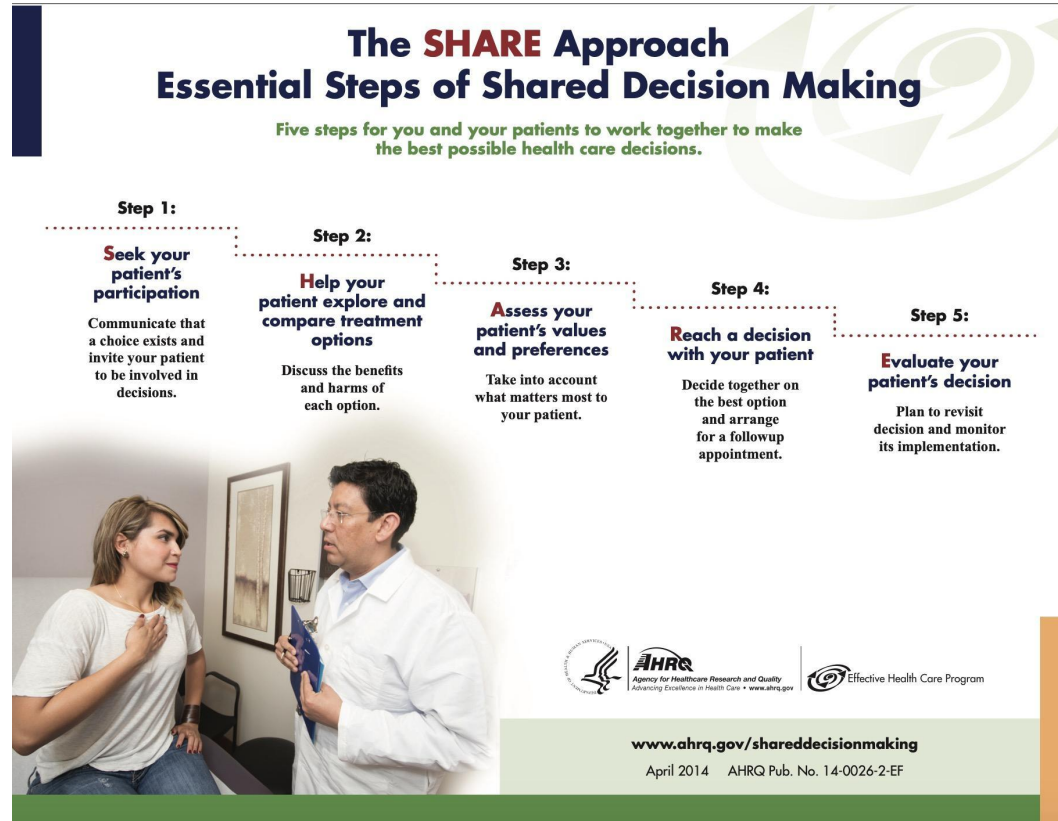 The SHARE Approach
Essential Steps of Shared Decision Making
Five steps for you and your patients to work together to make
the best possible health care decisions.
Step 1:
Seek your
patient's
participation
Communicate that
a choice exists and
invite your patient
to be involved in
decisions.
Step 2:
Help your
patient explore and
compare treatment
options
Discuss the benefits
and harms of
each option.
Step 3:
Assess your
patient's values
and preferences
Take into account
what matters most to
your patient.
Step 4:
Reach a decision
with your patient
Decide together on
the best option
and arrange
for a followup
appointment.
Step 5:
Evaluate your
patient's decision
Plan to revisit
decision and monitor
its implementation.
AHRQ
Agency for Healthcare Research and Quality
Advancing Excellence in Health Care • www.ahrq.gov
Effective Health Care Program
www.ahrq.gov/shareddecisionmaking
April 2014 AHRQ Pub. No. 14-0026-2-EF